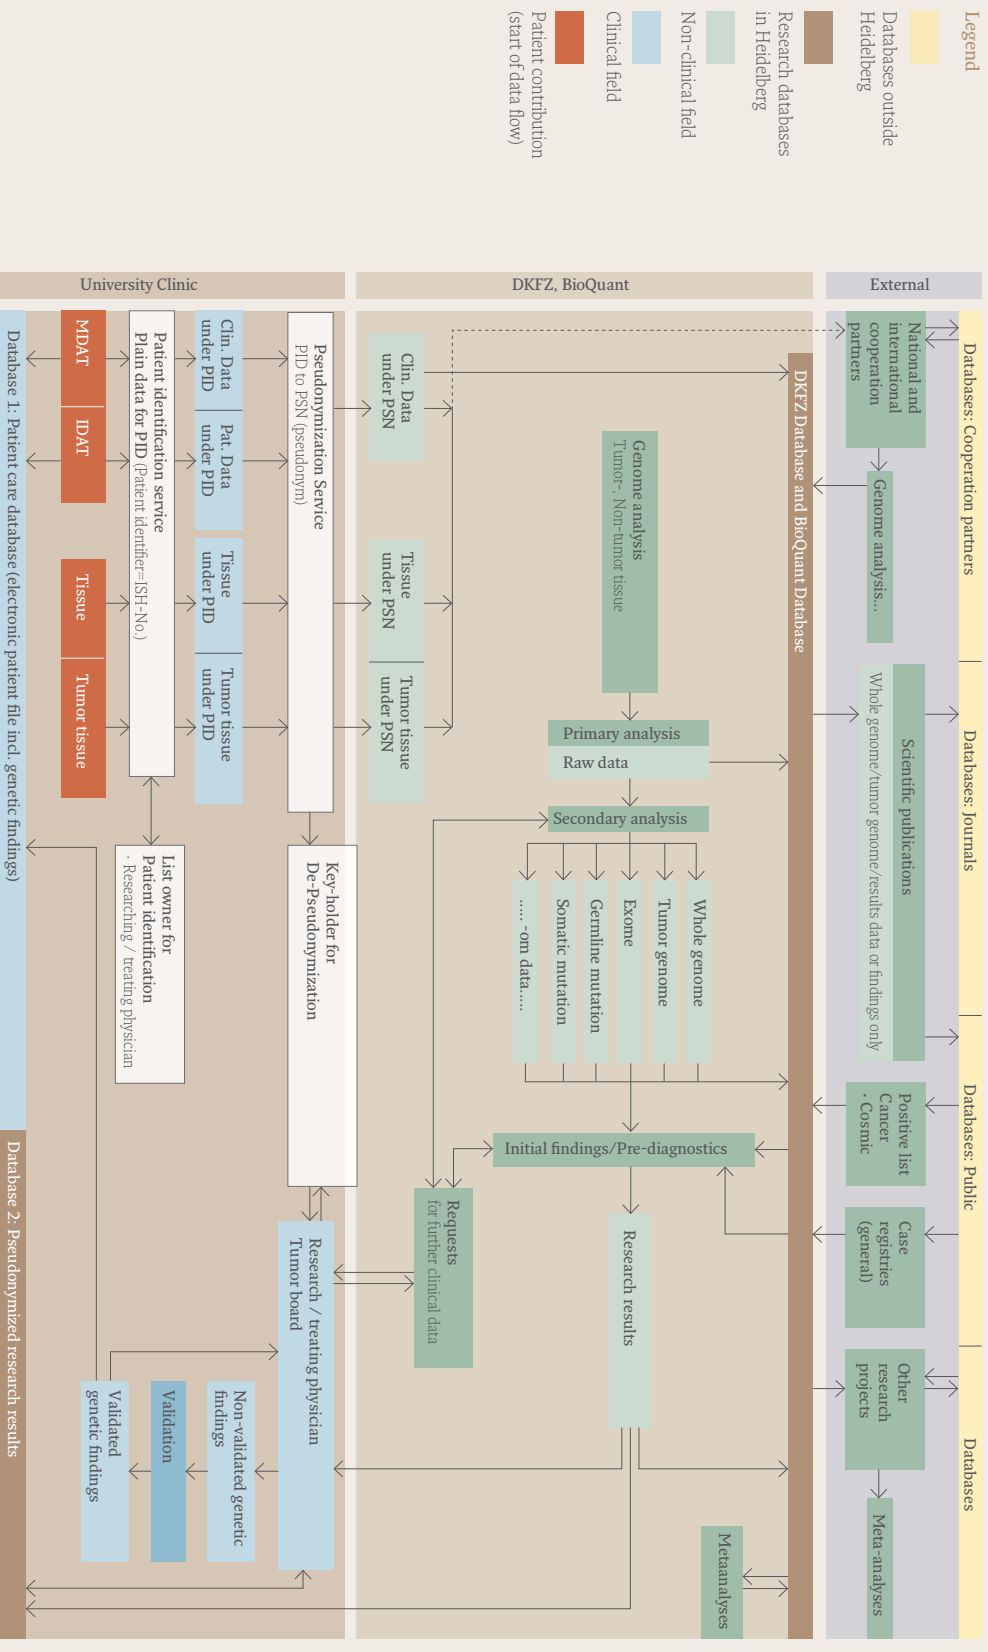 Legend
Databases outside
Heidelberg
Research databases
in Heidelberg
Non-clinical field
Clinical field
Patient contribution
(start of data flow)
External
DKFZ, BioQuant
University Clinic
Databases: Cooperation partners
Databases: Journals
Databases: Public
Databases
National and
international
cooperation
partners
Genome analysis...
Scientific publications
Whole genome/tumor genome/results data or findings only
Positive list
Cancer
· Cosmic
Case
registries
(general)
Other
research
projects
Meta-analyses
DKFZ Database and BioQuant Database
Metaanalyses
Genome analysis
Tumor-, Non-tumor tissue
Primary analysis
Raw data
Secondary analysis
Whole genome
Tumor genome
Exome
Germline mutation
Somatic mutation
..... -om data.....
Initial findings/Pre-diagnostics
Research results
Requests
for further clinical data
Clin. Data
under PSN
Tissue
under PSN
Tumor tissue
under PSN
Pseudonymization Service
PID to PSN (pseudonym)
Key-holder for
De-Pseudonymization
Research / treating physician
Tumor board
Clin. Data
under PID
Pat. Data
under PID
Tissue
under PID
Tumor tissue
under PID
Non-validated genetic
findings
Validation
Validated
genetic findings
Patient identification service
Plain data for PID (Patient identifier=ISH-No.)
List owner for
Patient identification
· Researching / treating physician
MDAT
IDAT
Tissue
Tumor tissue
Database 1: Patient care database (electronic patient file incl. genetic findings)
Database 2: Pseudonymized research results